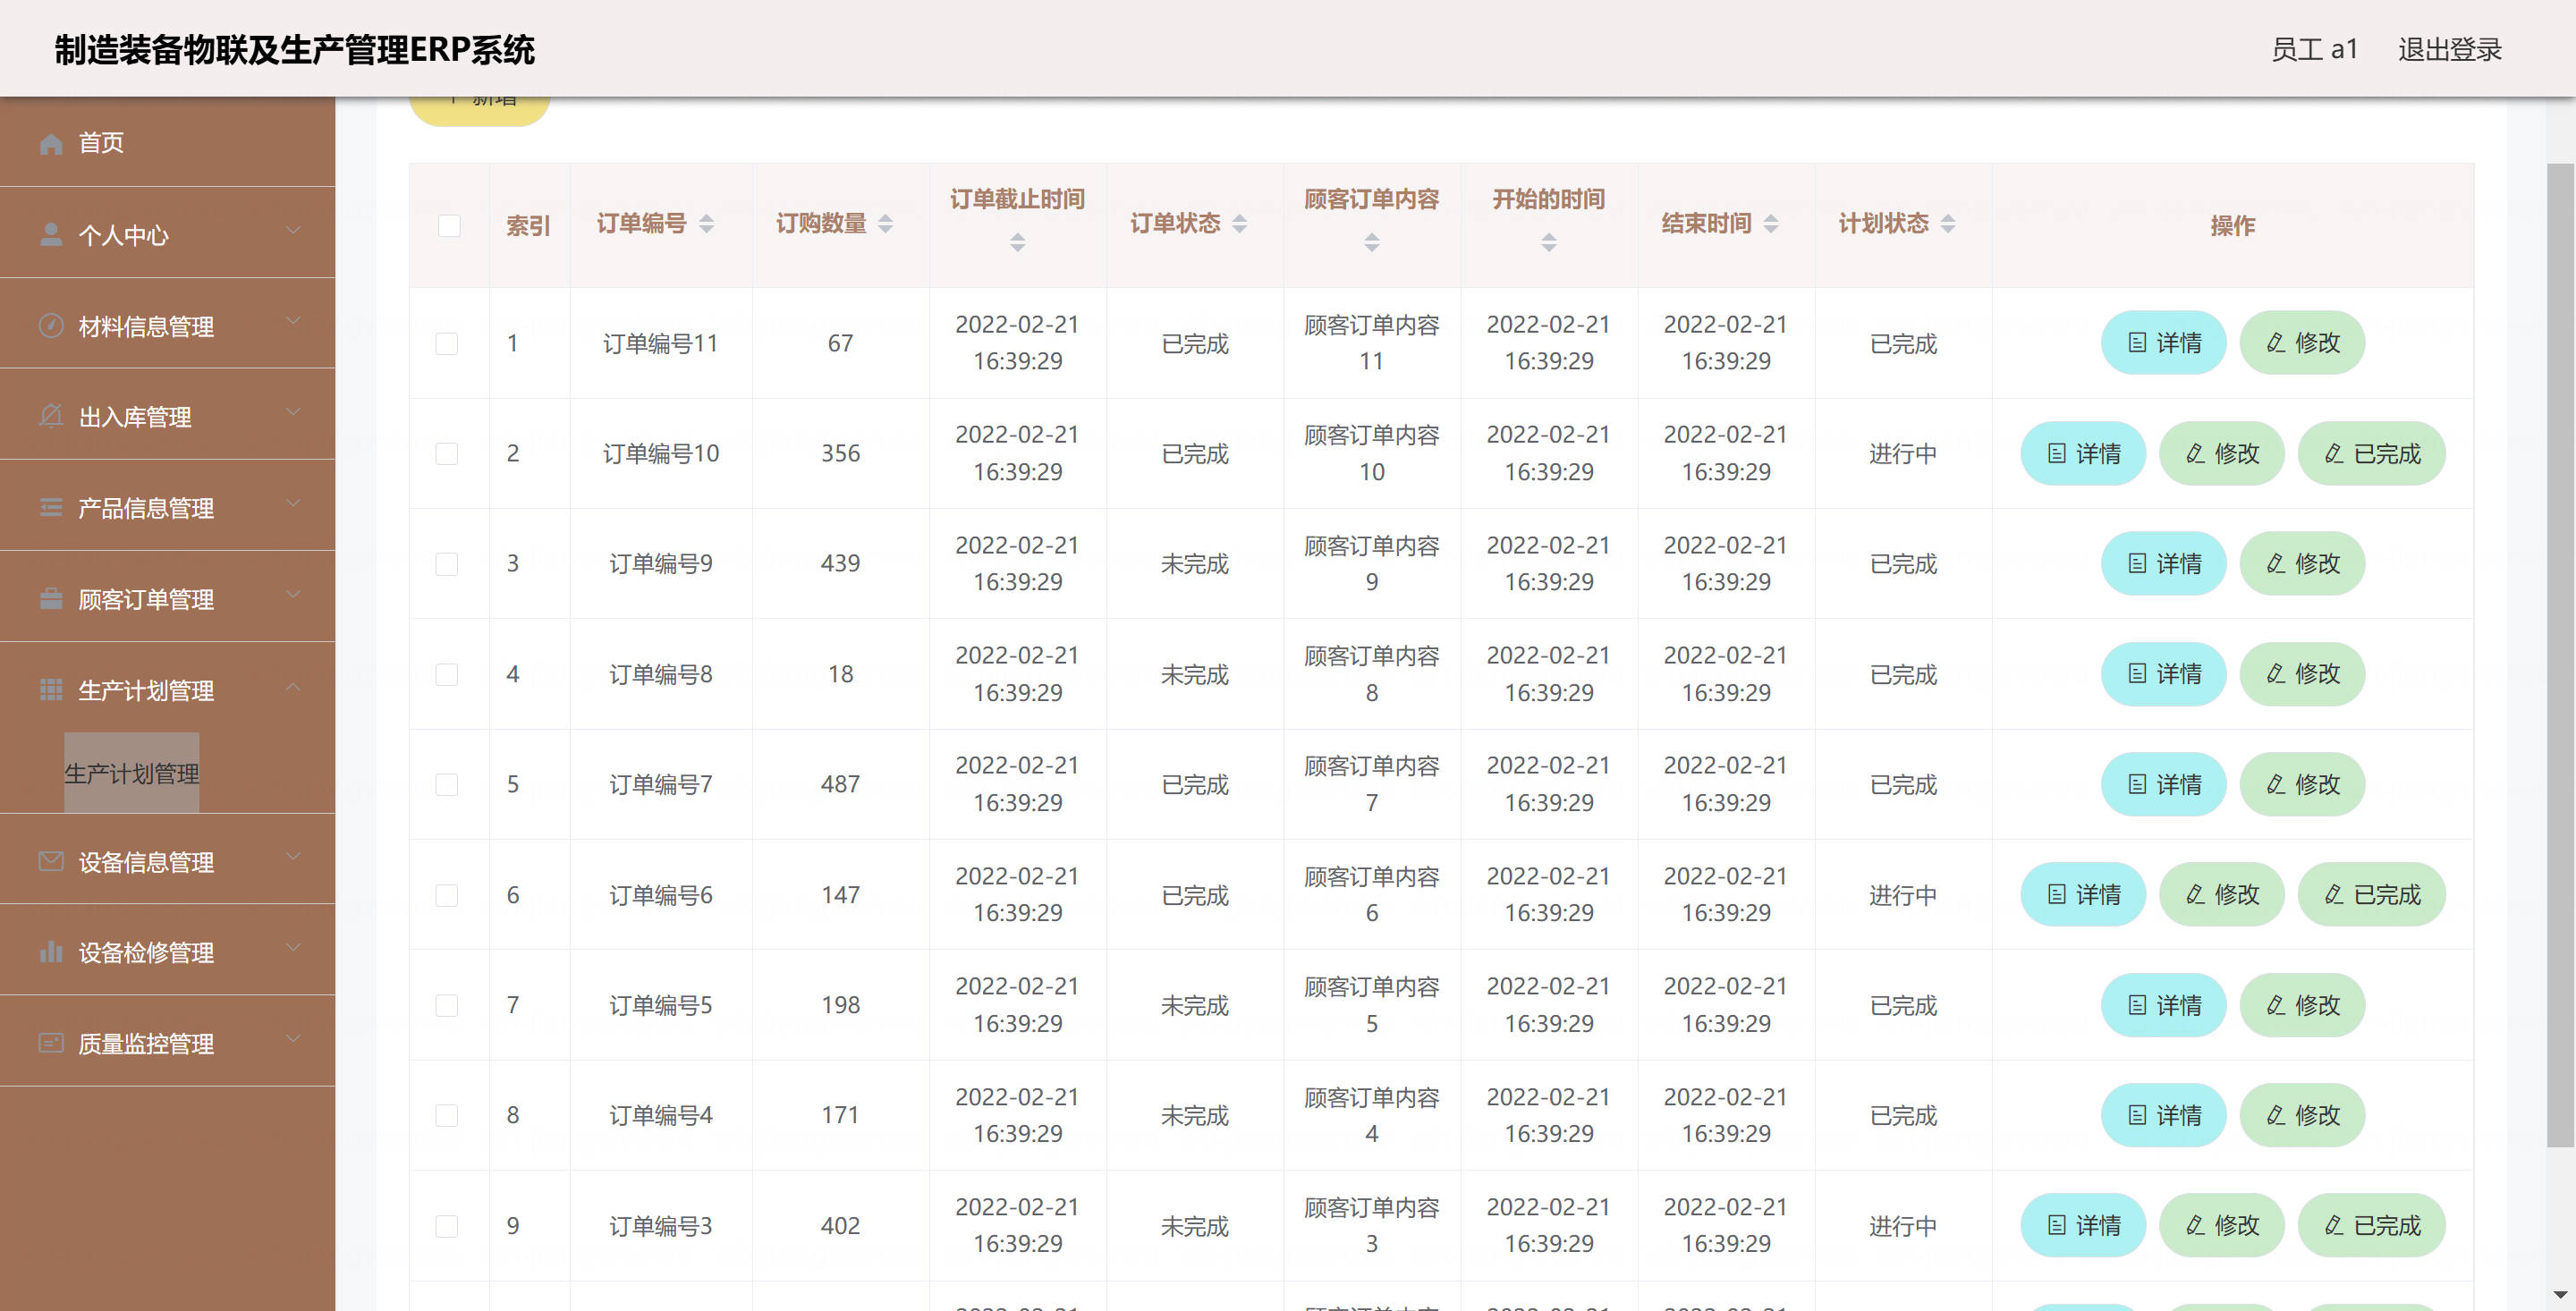 制造装备物联及生产管理ERP系统
员工 a1 退出登录
新增
首页
个人中心
材料信息管理
出入库管理
产品信息管理
顾客订单管理
生产计划管理
生产计划管理
设备信息管理
设备检修管理
质量监控管理
索引 订单编号 订购数量 订单截止时间 订单状态 顾客订单内容 开始的时间 结束时间 计划状态 操作
1 订单编号11 67 2022-02-21 16:39:29 已完成 顾客订单内容11 2022-02-21 16:39:29 2022-02-21 16:39:29 已完成 详情 修改
2 订单编号10 356 2022-02-21 16:39:29 已完成 顾客订单内容10 2022-02-21 16:39:29 2022-02-21 16:39:29 进行中 详情 修改 已完成
3 订单编号9 439 2022-02-21 16:39:29 未完成 顾客订单内容9 2022-02-21 16:39:29 2022-02-21 16:39:29 已完成 详情 修改
4 订单编号8 18 2022-02-21 16:39:29 未完成 顾客订单内容8 2022-02-21 16:39:29 2022-02-21 16:39:29 已完成 详情 修改
5 订单编号7 487 2022-02-21 16:39:29 已完成 顾客订单内容7 2022-02-21 16:39:29 2022-02-21 16:39:29 已完成 详情 修改
6 订单编号6 147 2022-02-21 16:39:29 已完成 顾客订单内容6 2022-02-21 16:39:29 2022-02-21 16:39:29 进行中 详情 修改 已完成
7 订单编号5 198 2022-02-21 16:39:29 未完成 顾客订单内容5 2022-02-21 16:39:29 2022-02-21 16:39:29 已完成 详情 修改
8 订单编号4 171 2022-02-21 16:39:29 未完成 顾客订单内容4 2022-02-21 16:39:29 2022-02-21 16:39:29 已完成 详情 修改
9 订单编号3 402 2022-02-21 16:39:29 未完成 顾客订单内容3 2022-02-21 16:39:29 2022-02-21 16:39:29 进行中 详情 修改 已完成